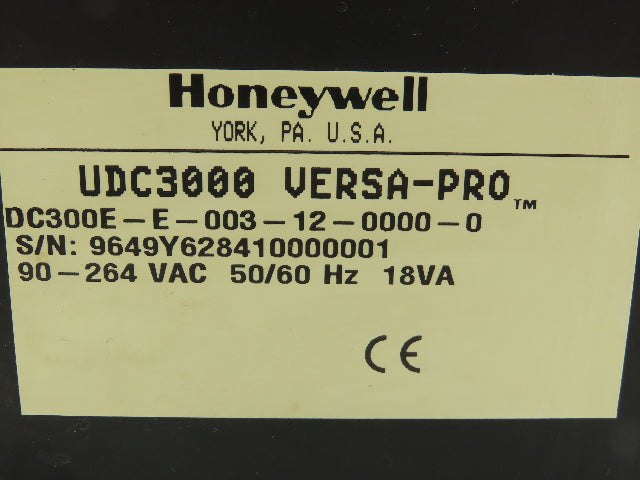 Honeywell
YORK, PA. U.S.A.
UDC3000 VERSA-PRO™
DC300E-E-003-12-0000-0
S/N: 9649Y628410000001
90-264 VAC 50/60 Hz 18VA
CE